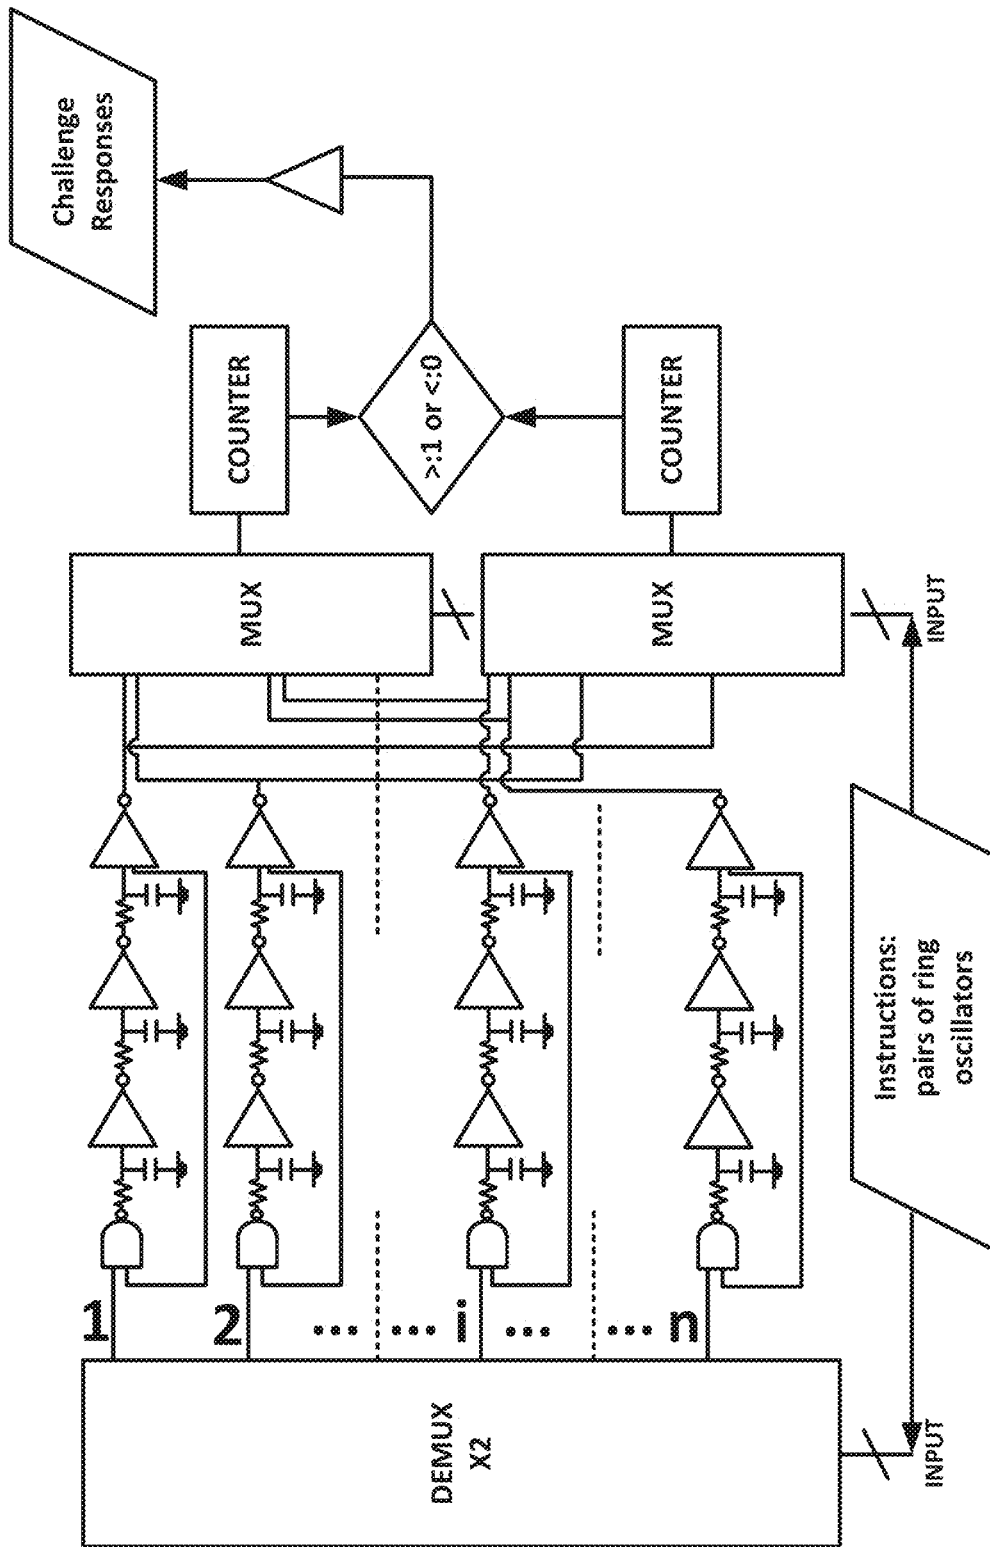 Challenge
Responses
COUNTER
>:1 or <:0
COUNTER
MUX
MUX
INPUT
1
2
...
...
i
...
...
n
DEMUX
X2
INPUT
Instructions:
pairs of ring
oscillators